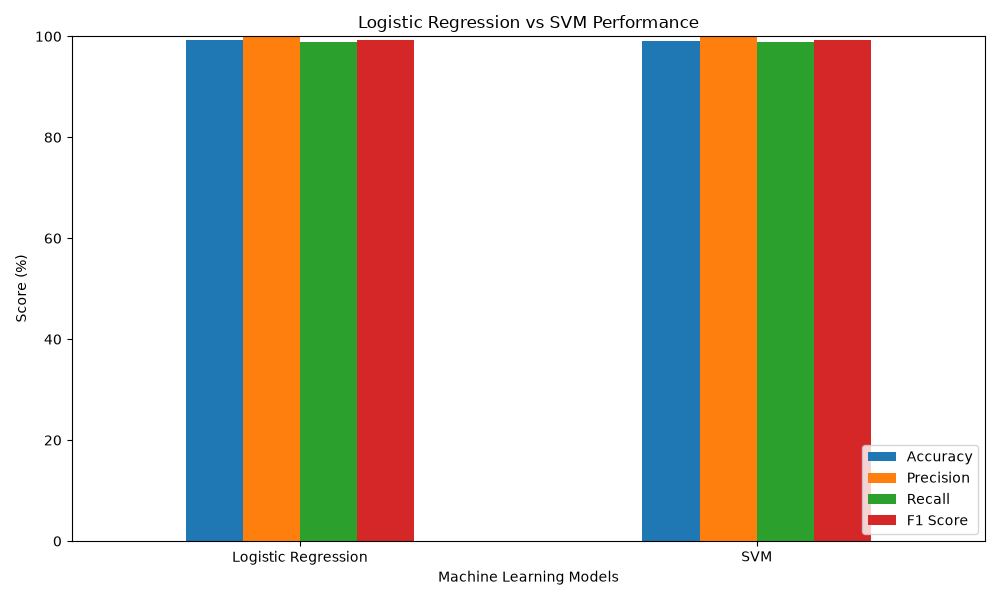 Logistic Regression vs SVM Performance
100
80
60
40
20
0
Score (%)
Logistic Regression
SVM
Machine Learning Models
Accuracy
Precision
Recall
F1 Score